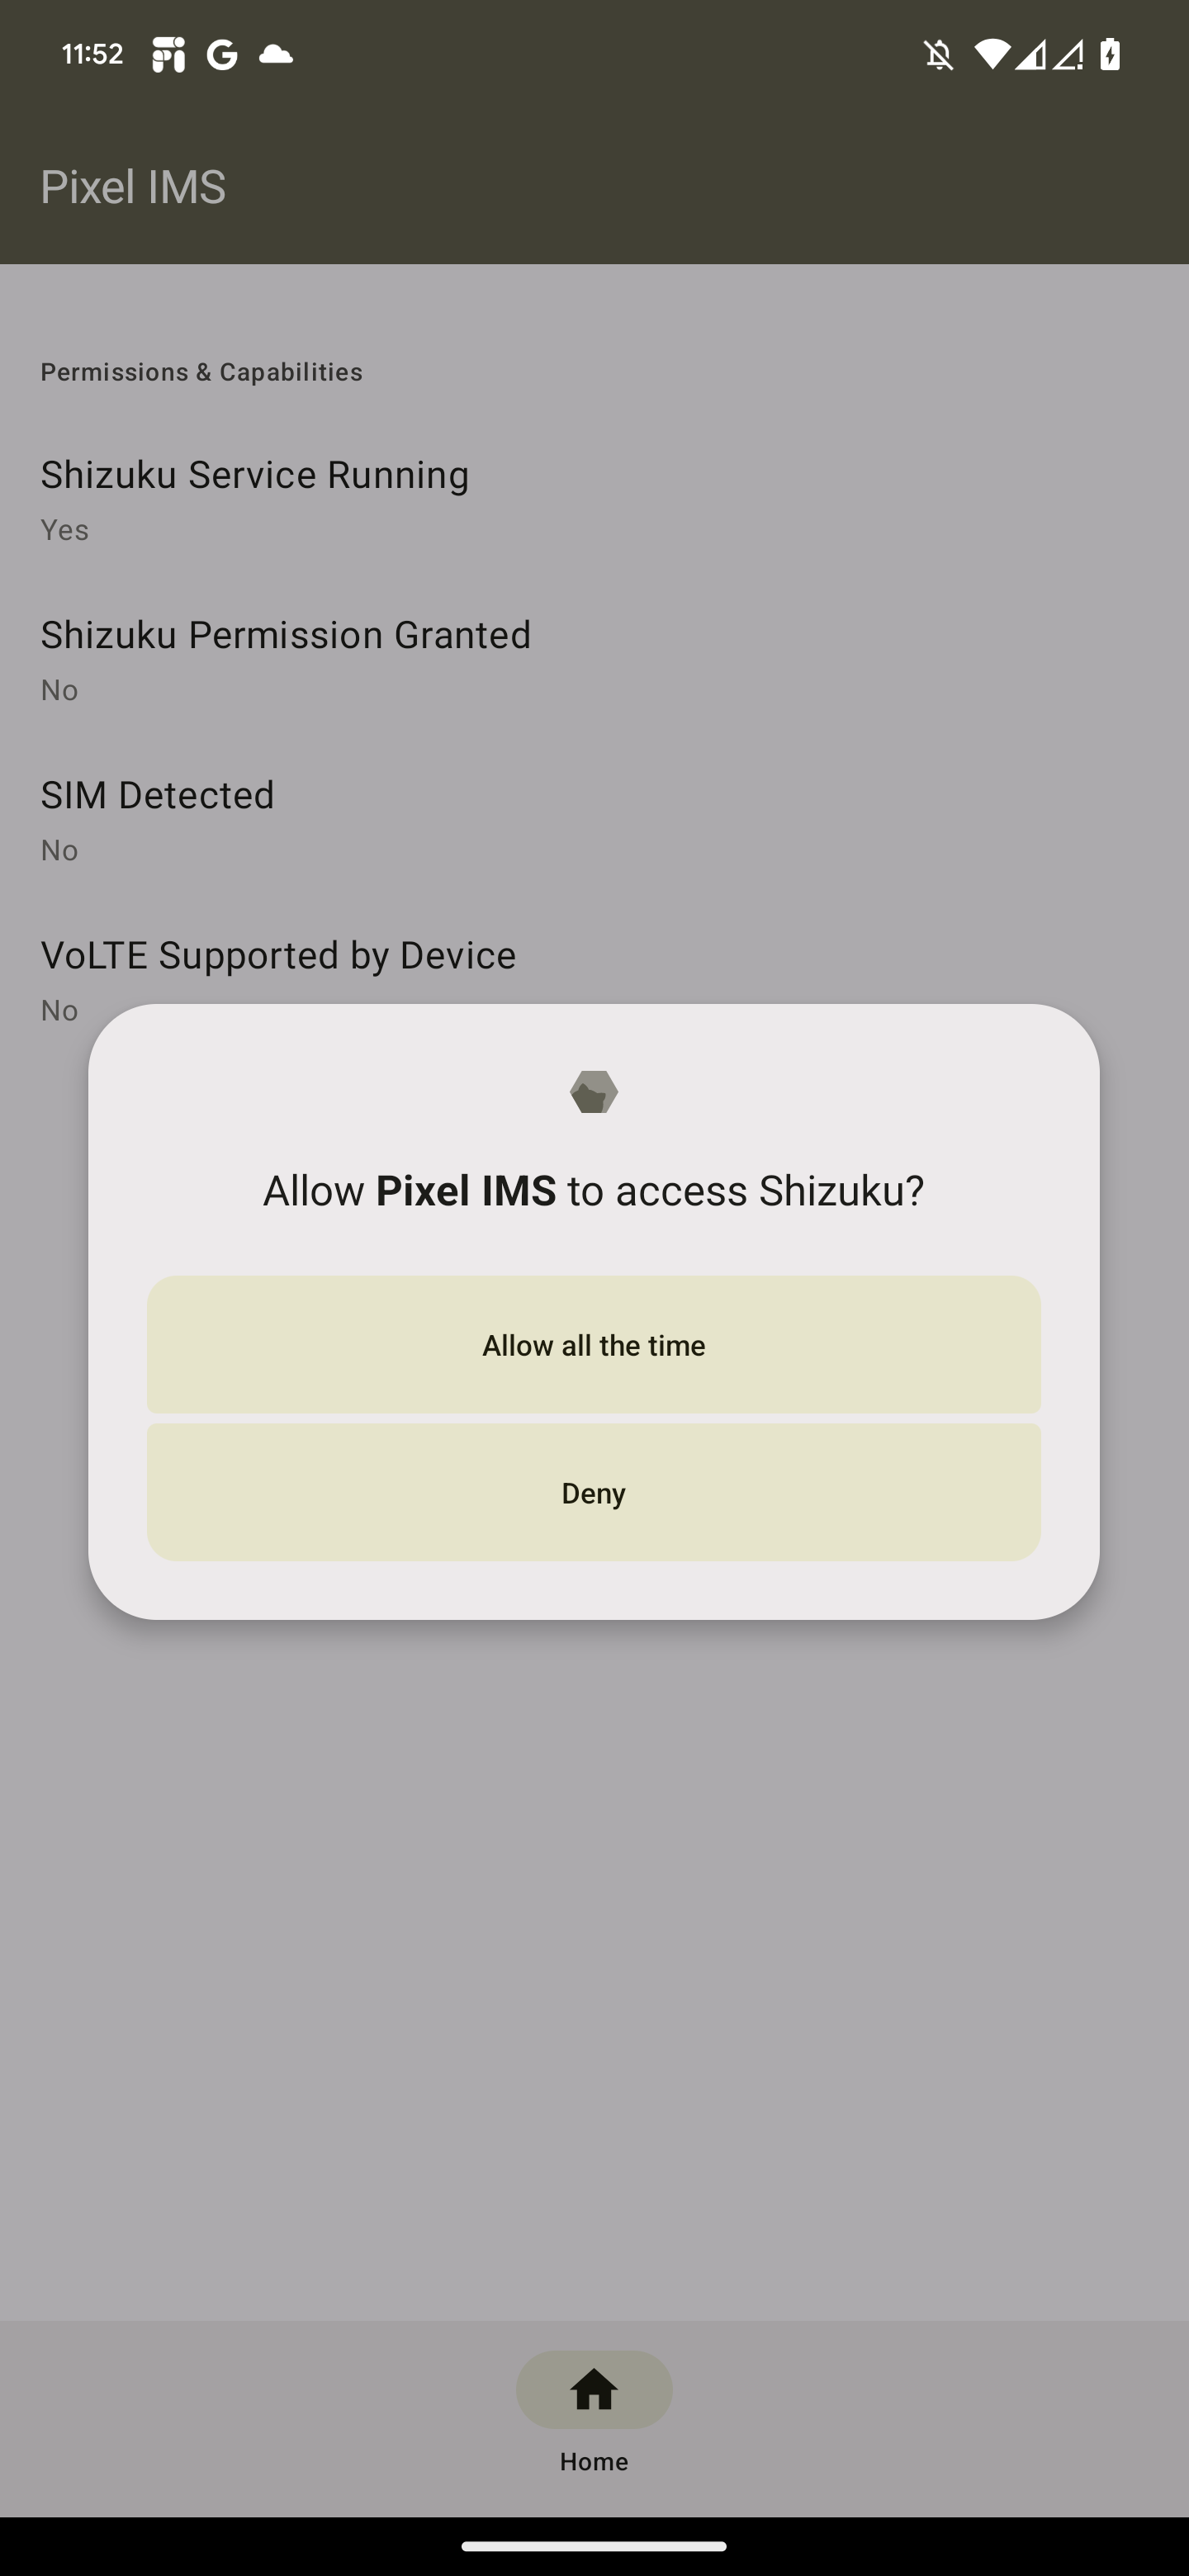 11:52
Pixel IMS
Permissions & Capabilities
Shizuku Service Running
Yes
Shizuku Permission Granted
No
SIM Detected
No
VoLTE Supported by Device
No
Allow Pixel IMS to access Shizuku?
Allow all the time
Deny
Home